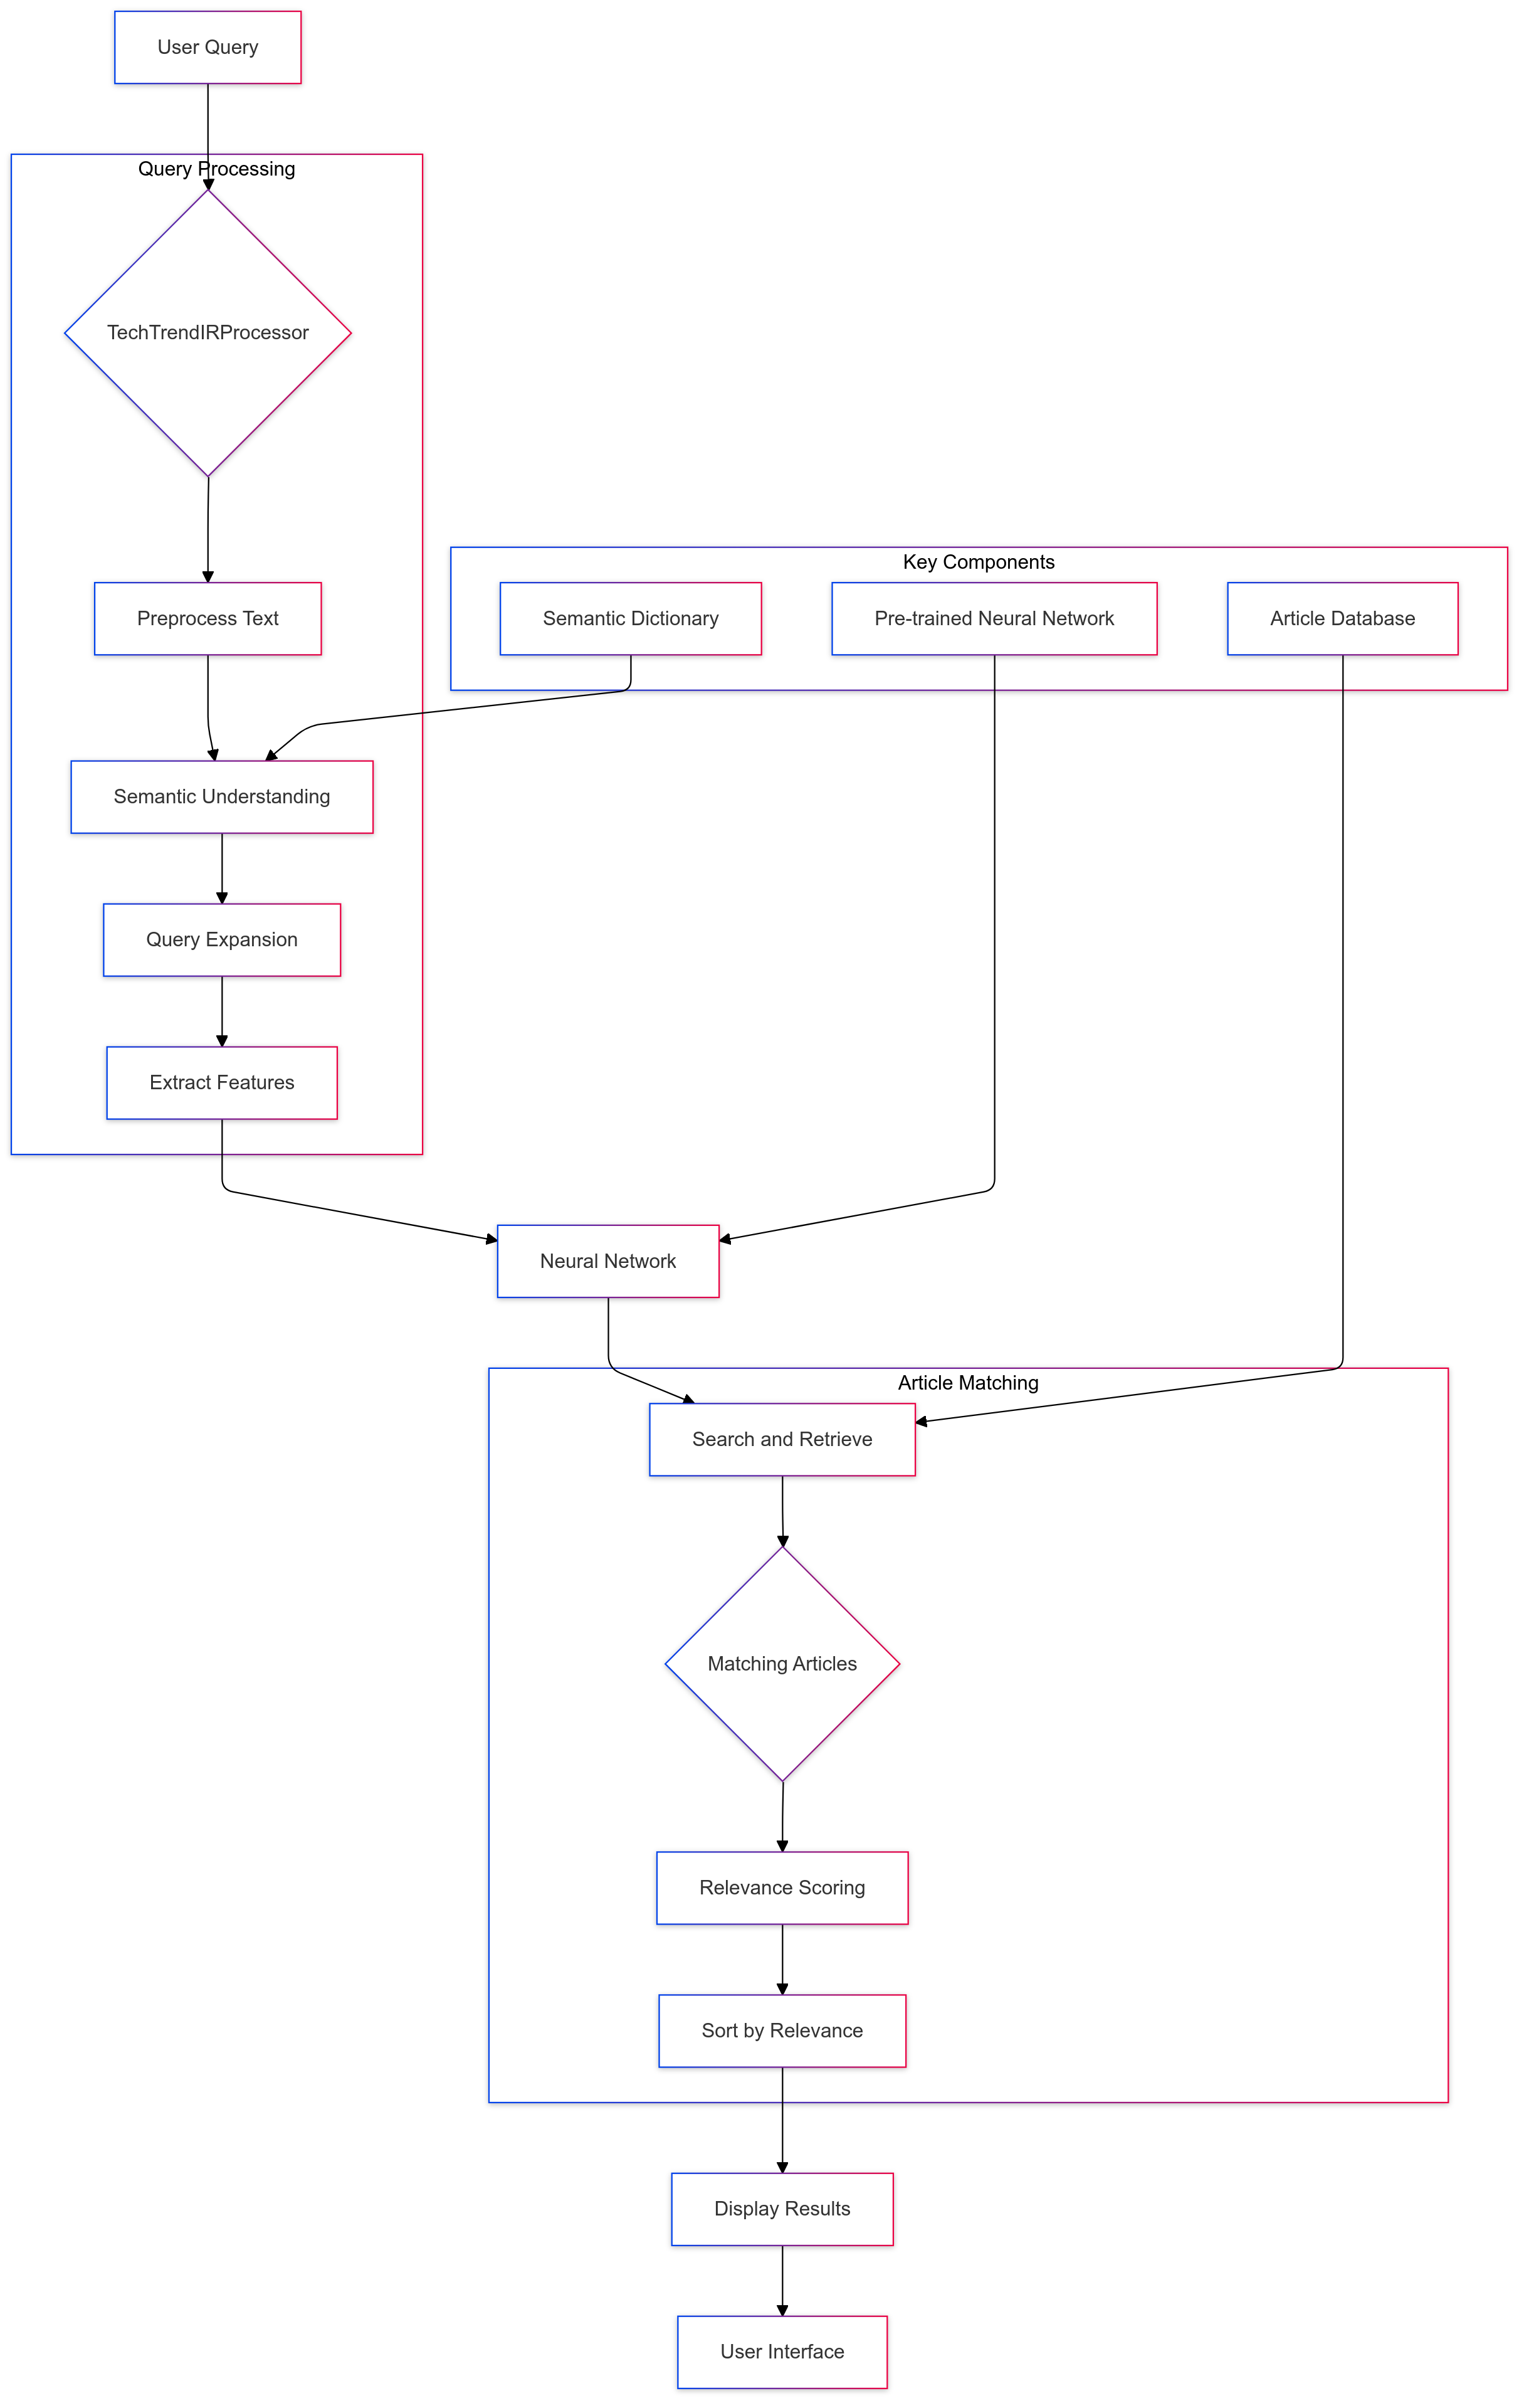 User Query
Query Processing
TechTrendIRProcessor
Key Components
Preprocess Text
Semantic Dictionary
Pre-trained Neural Network
Article Database
Semantic Understanding
Query Expansion
Extract Features
Neural Network
Article Matching
Search and Retrieve
Matching Articles
Relevance Scoring
Sort by Relevance
Display Results
User Interface